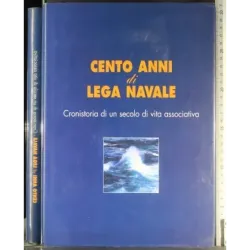 CENTO ANNI
di
LEGA NAVALE
Cronistoria di un secolo di vita associativa